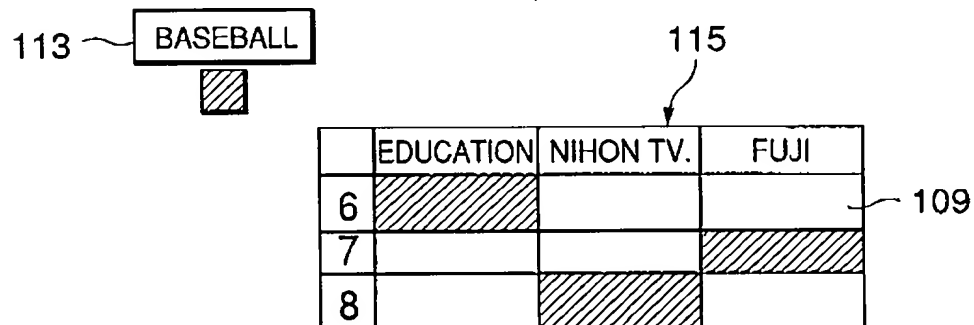 113 BASEBALL
115
EDUCATION NIHON TV. FUJI
6 109
7
8